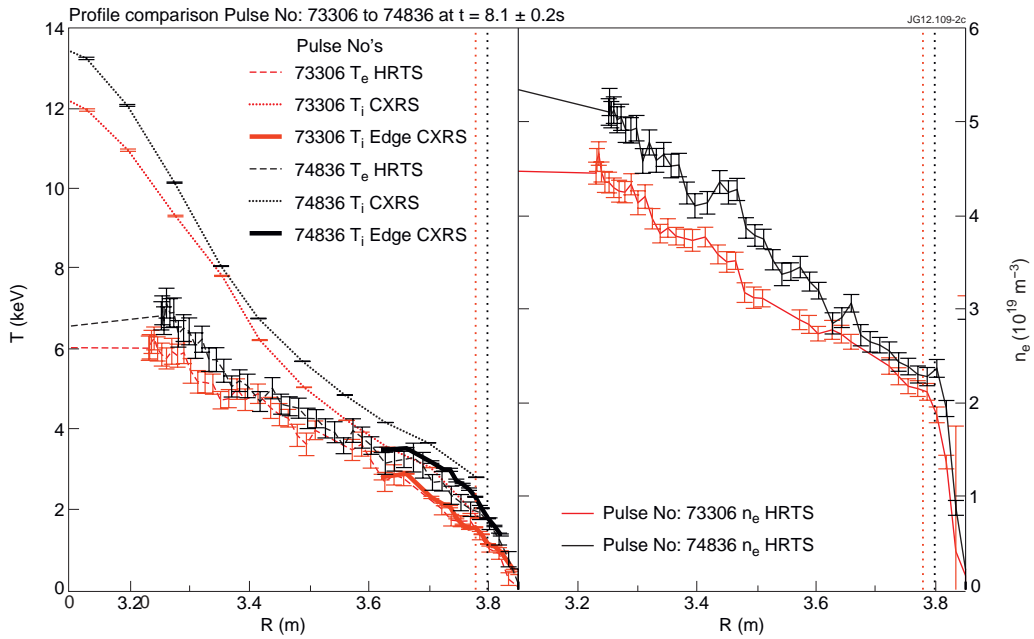 Profile comparison Pulse No: 73306 to 74836 at t = 8.1 ± 0.2s
JG12.109-2c
Pulse No's
73306 Te HRTS
73306 Ti CXRS
73306 Ti Edge CXRS
74836 Te HRTS
74836 Ti CXRS
74836 Ti Edge CXRS
14
12
10
8
6
4
2
0
T (keV)
0 3.20 3.4 3.6 3.8
R (m)
Pulse No: 73306 ne HRTS
Pulse No: 74836 ne HRTS
3.2 3.4 3.6 3.8
R (m)
6
5
4
3
2
1
0
ne (10¹⁹ m⁻³)